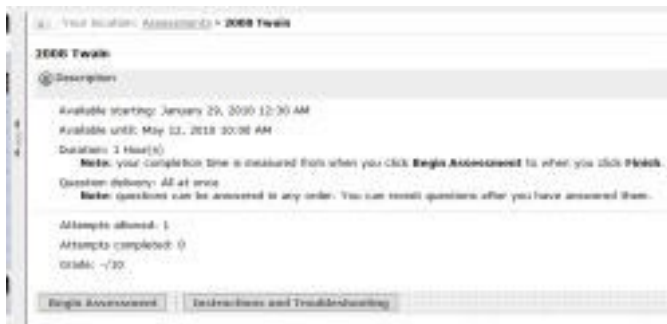 Your location: Assessments > 2008 Twain
2008 Twain
Description
Available starting: January 29, 2010 12:30 AM
Available until: May 12, 2010 10:00 AM
Duration: 1 Hour(s)
Note: your completion time is measured from when you click Begin Assessment to when you click Finish.
Question delivery: All at once
Note: questions can be answered in any order. You can revisit questions after you have answered them.
Attempts allowed: 1
Attempts completed: 0
Grade: --/10
Begin Assessment
Instructions and Troubleshooting